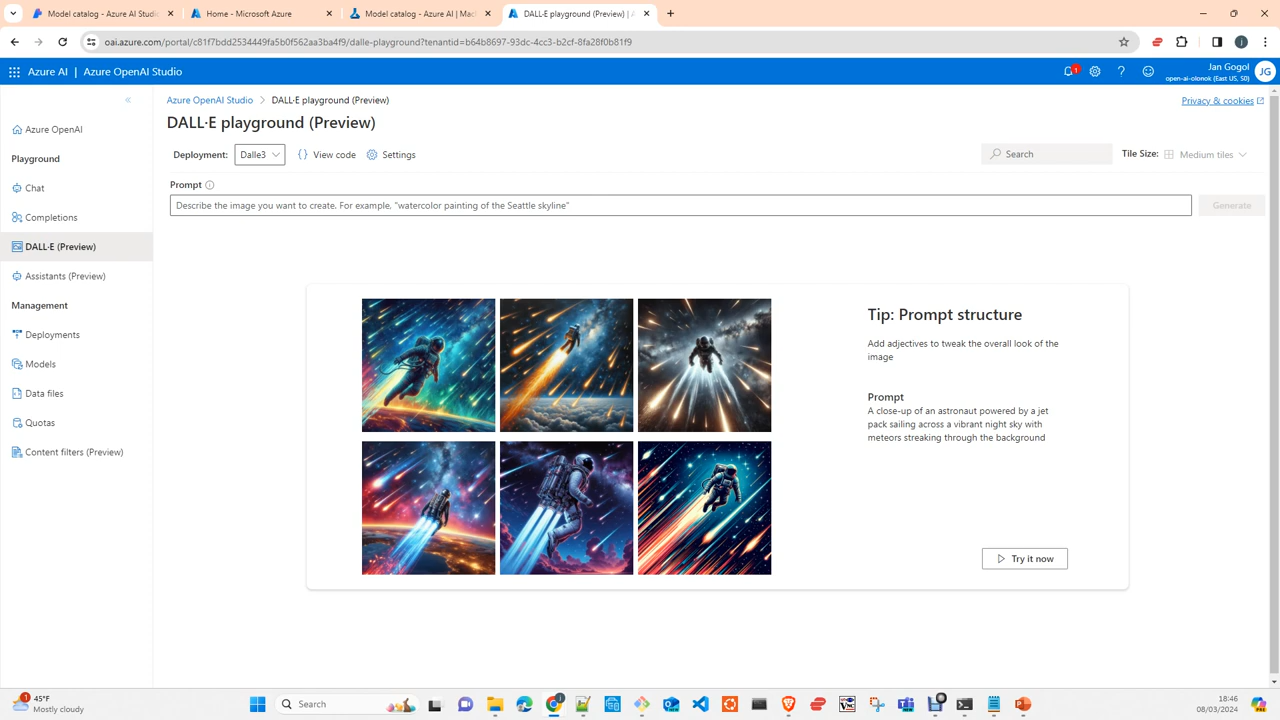 Model catalog - Azure AI Studio
Home - Microsoft Azure
Model catalog - Azure AI | Mac
DALL·E playground (Preview) | A
oai.azure.com/portal/c81f7bdd2534449fa5b0f562aa3ba4f9/dalle-playground?tenantid=b64b8697-93dc-4cc3-b2cf-8fa28f0b81f9
Azure AI | Azure OpenAI Studio
1
Jan Gogol
open-ai-olonok (East US, S0)
JG
Azure OpenAI Studio > DALL·E playground (Preview)
Privacy & cookies
DALL·E playground (Preview)
Azure OpenAI
Playground
Chat
Completions
DALL·E (Preview)
Assistants (Preview)
Management
Deployments
Models
Data files
Quotas
Content filters (Preview)
Deployment: Dalle3 View code Settings
Search
Tile Size: Medium tiles
Prompt
Describe the image you want to create. For example, "watercolor painting of the Seattle skyline"
Generate
Tip: Prompt structure
Add adjectives to tweak the overall look of the
image
Prompt
A close-up of an astronaut powered by a jet
pack sailing across a vibrant night sky with
meteors streaking through the background
Try it now
1
45°F
Mostly cloudy
Search
18:46
08/03/2024